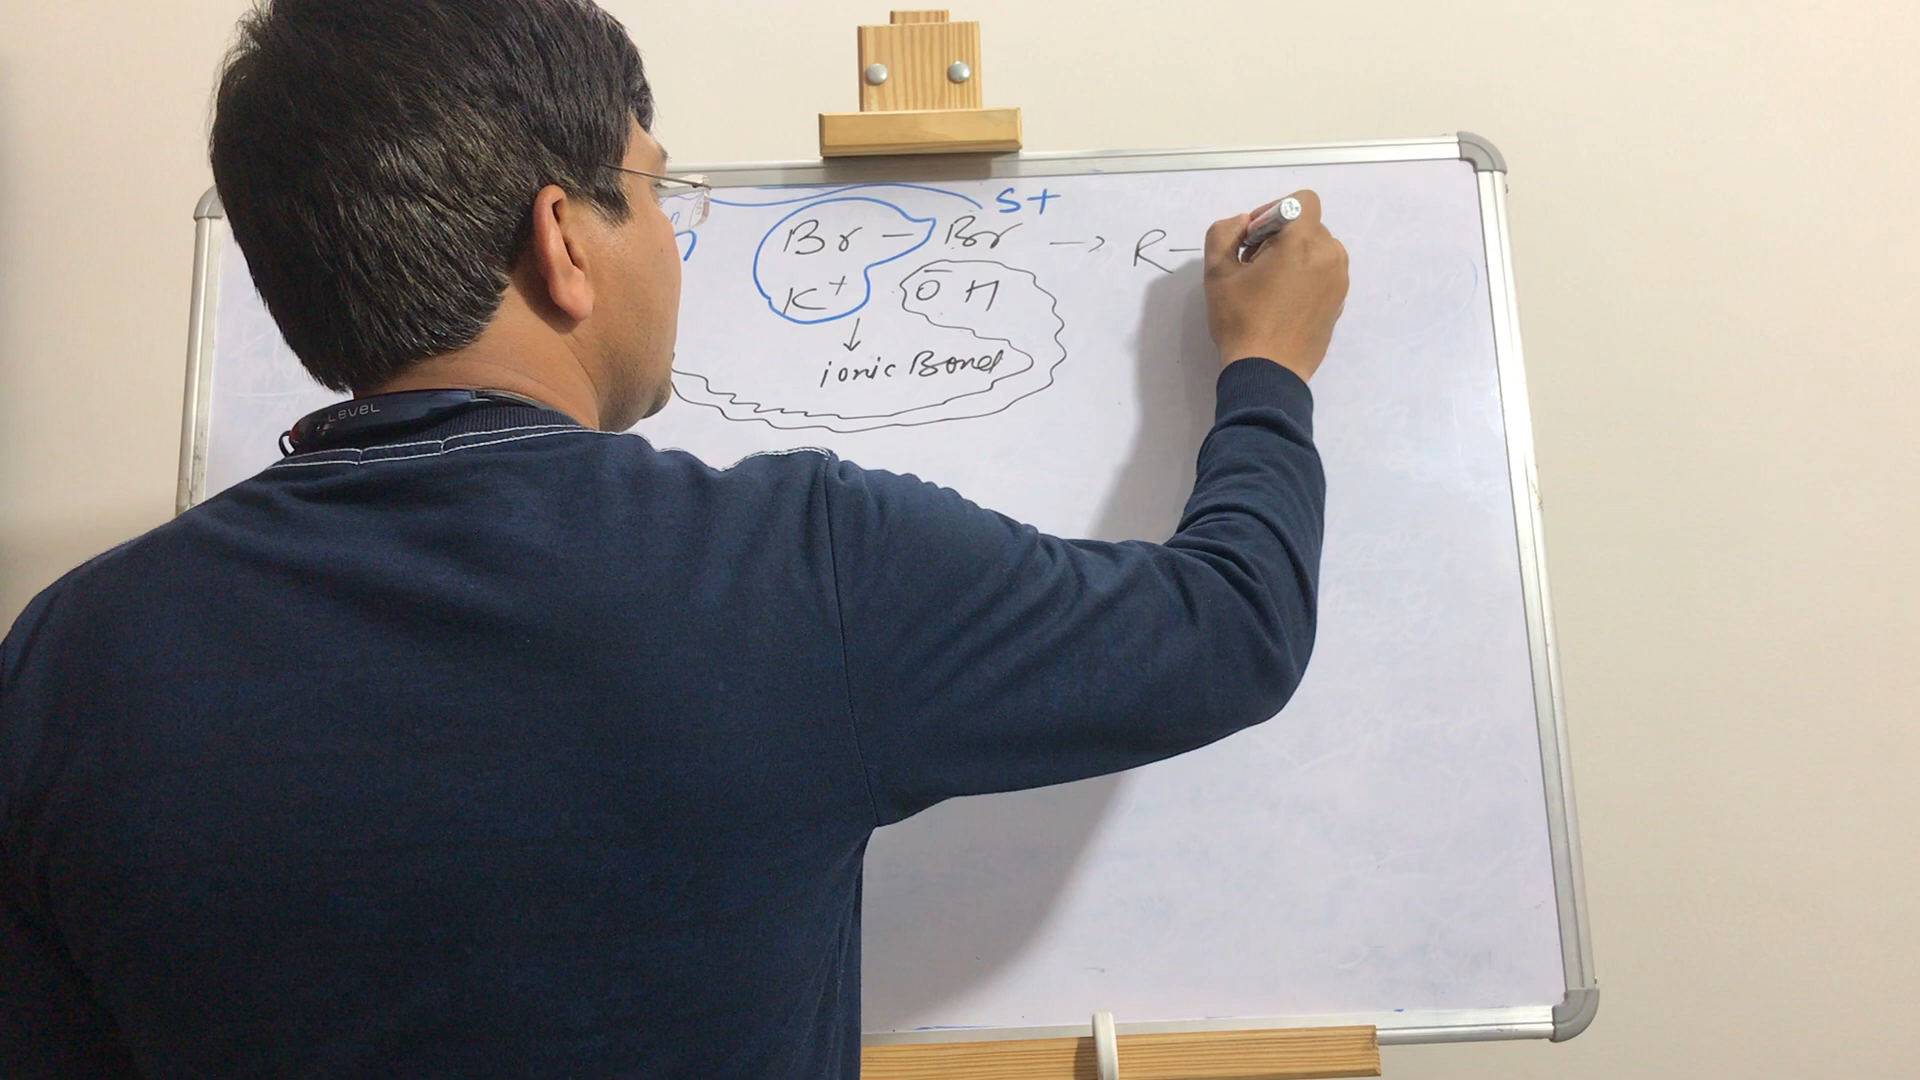 S+
Br - Br → R -
K+ ŌH
↓
ionic Bond
LEVEL